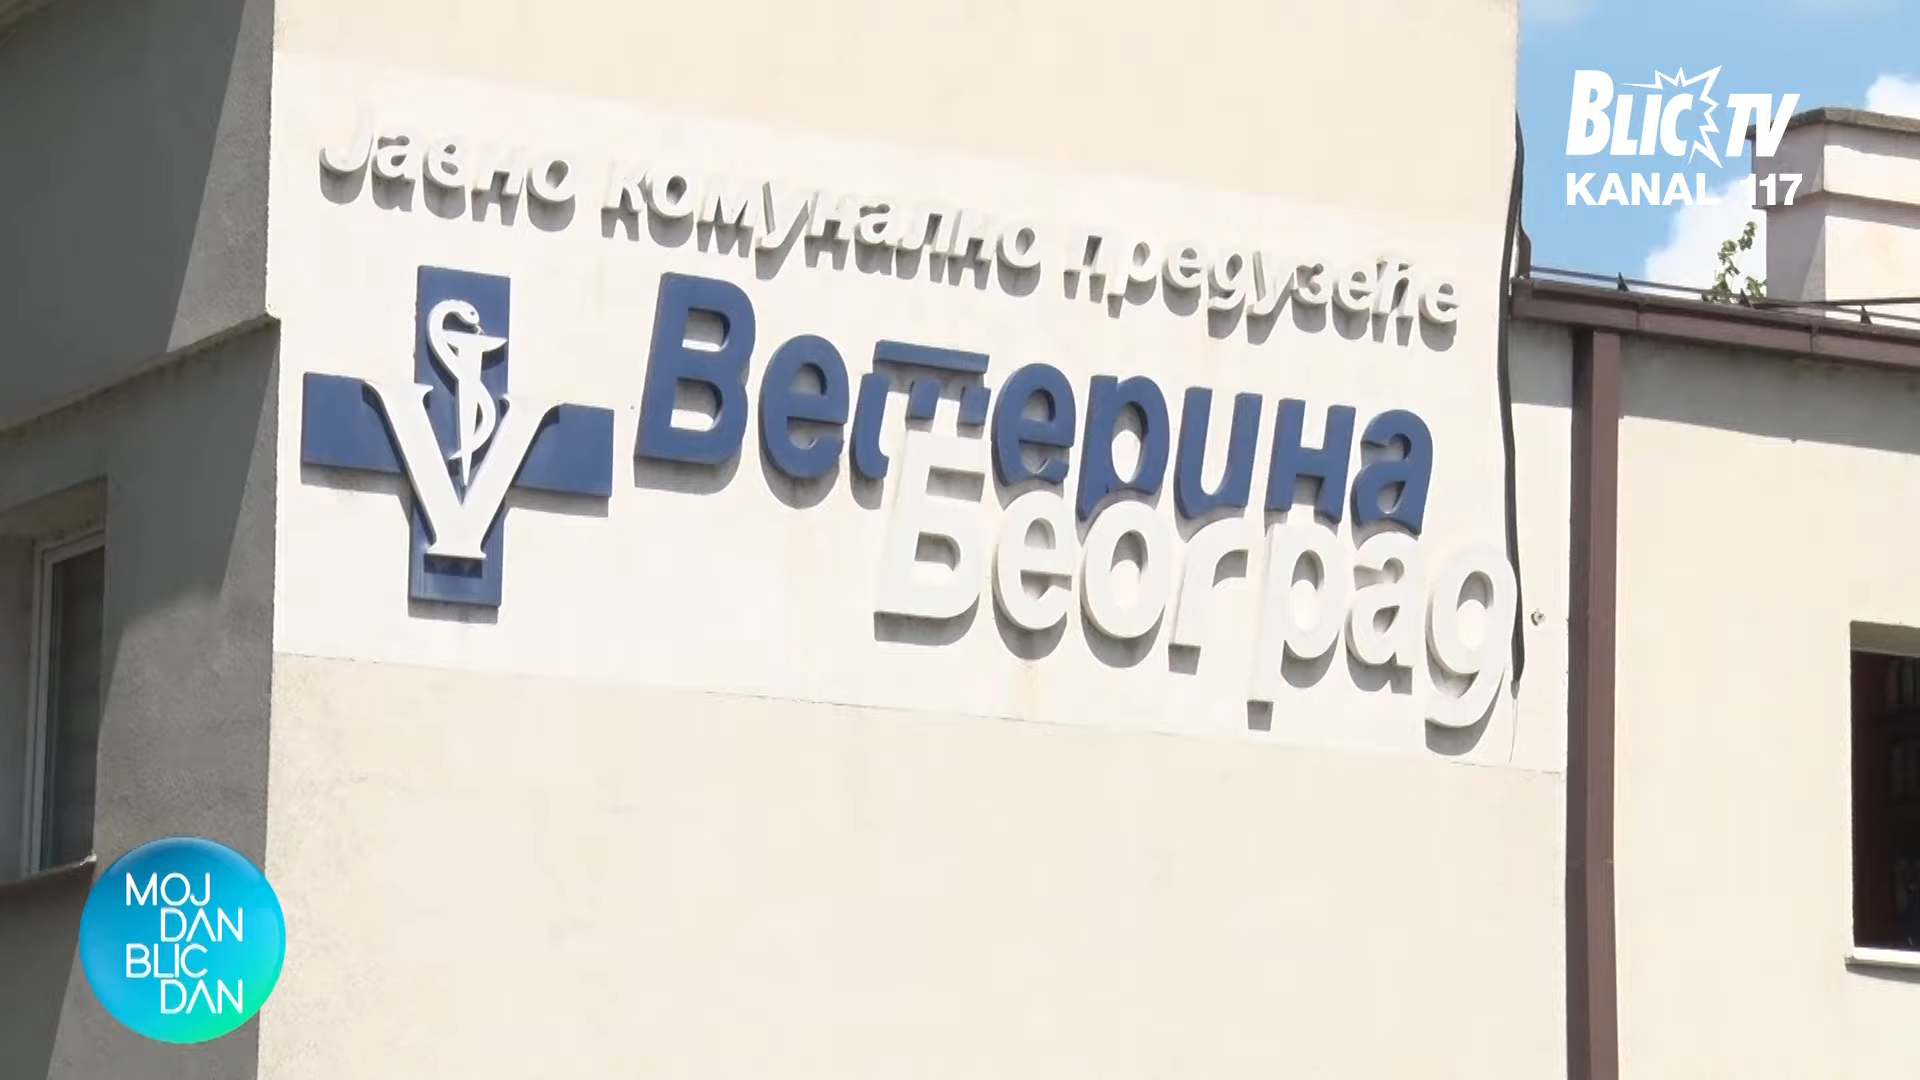 Јавно комунално предузеће
Ветерина
Београд
V
BLIC TV
KANAL 117
MOJ
DAN
BLIC
DAN